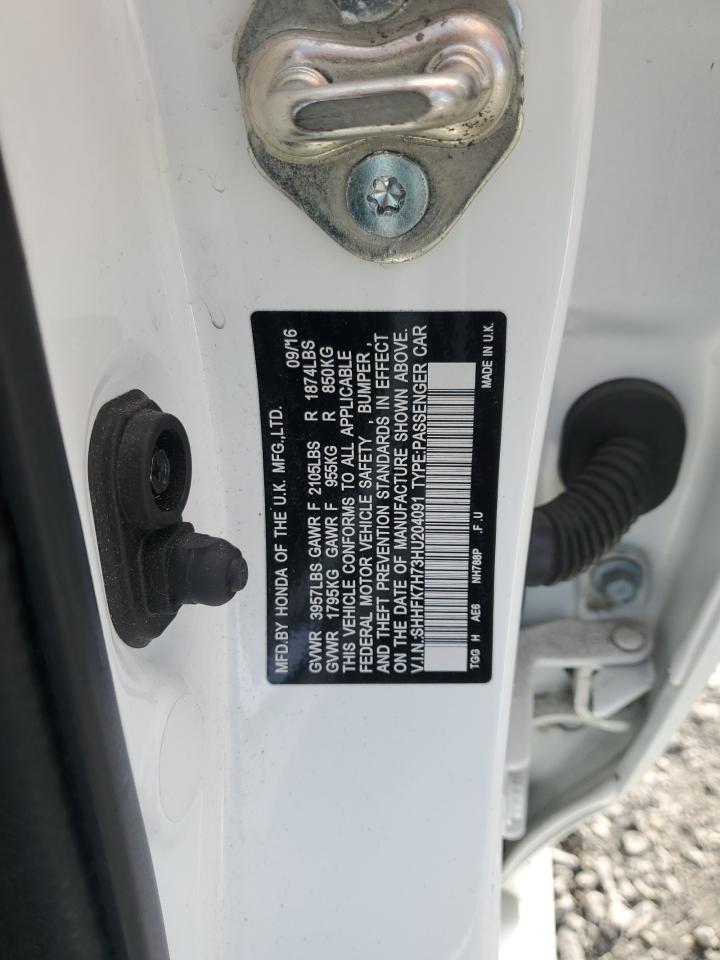 MFD.BY HONDA OF THE U.K. MFG.,LTD. 09/16
GVWR 3957LBS GAWR F 2105LBS R 1874LBS
GVWR 1795KG GAWR F 955KG R 850KG
THIS VEHICLE CONFORMS TO ALL APPLICABLE
FEDERAL MOTOR VEHICLE SAFETY , BUMPER ,
AND THEFT PREVENTION STANDARDS IN EFFECT
ON THE DATE OF MANUFACTURE SHOWN ABOVE.
V.I.N.:SHHFK7H73HU204091 TYPE:PASSENGER CAR
TGG H AE6 NH788P .F.U MADE IN U.K.